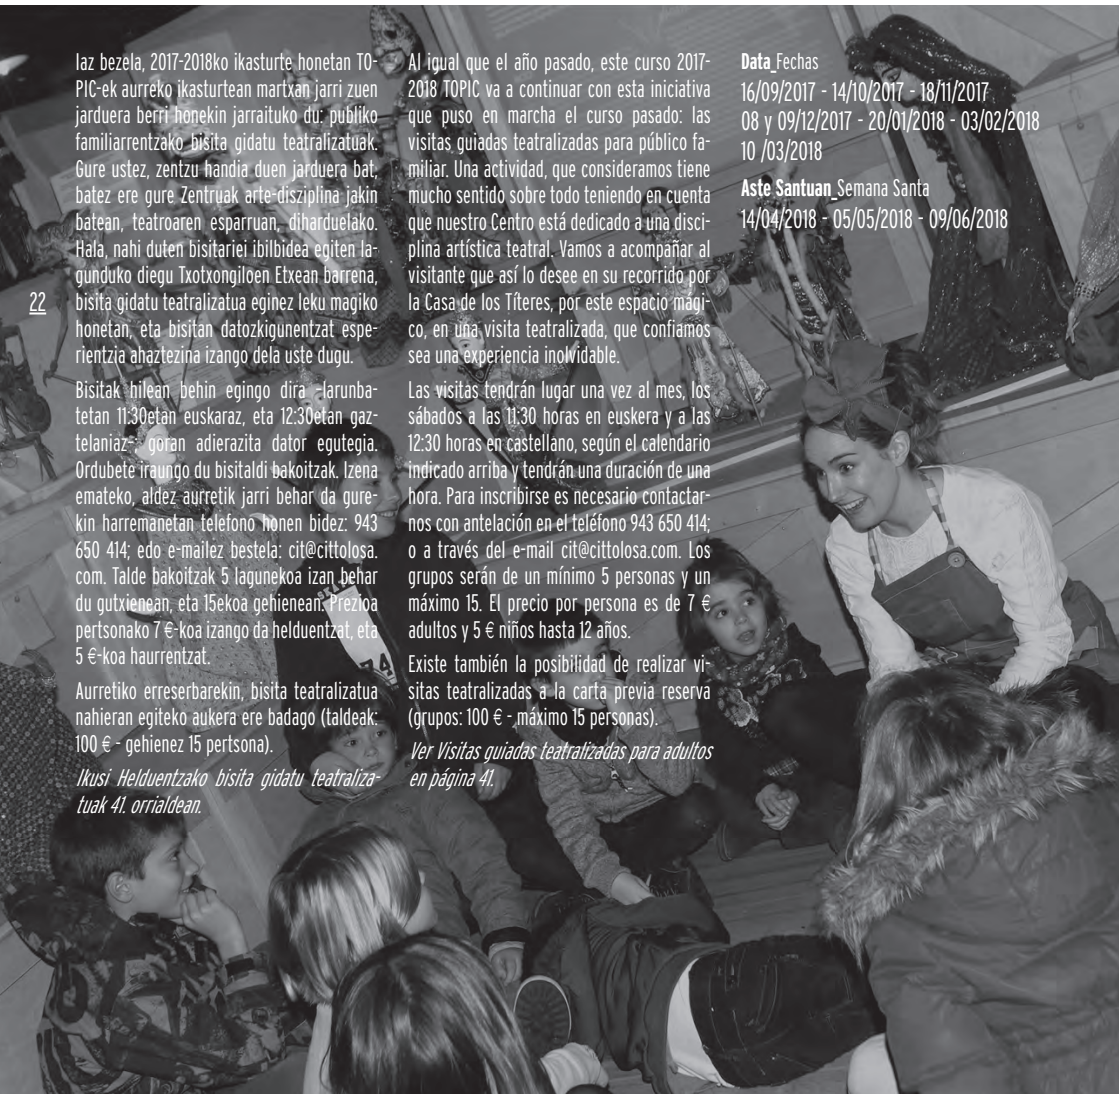 22
Iaz bezela, 2017-2018ko ikasturte honetan TO-
PIC-ek aurreko ikasturtean martxan jarri zuen
jarduera berri honekin jarraituko du: publiko
familiarrentzako bisita gidatu teatralizatuak.
Gure ustez, zentzu handia duen jarduera bat,
batez ere gure Zentruak arte-disziplina jakin
batean, teatroaren esparruan, diharduelako.
Hala, nahi duten bisitariei ibilbidea egiten la-
gunduko diegu Txotxongiloen Etxean barrena,
bisita gidatu teatralizatua eginez leku magiko
honetan, eta bisitan datozkigunentzat espe-
rientzia ahaztezina izango dela uste dugu.
Bisitak hilean behin egingo dira -larunba-
tetan 11:30etan euskaraz, eta 12:30etan gaz-
telaniaz-; goran adierazita dator egutegia.
Ordubete iraungo du bisitaldi bakoitzak. Izena
emateko, aldez aurretik jarri behar da gure-
kin harremanetan telefono honen bidez: 943
650 414; edo e-mailez bestela: cit@cittolosa.
com. Talde bakoitzak 5 lagunekoa izan behar
du gutxienean, eta 15ekoa gehienean. Prezioa
pertsonako 7 €-koa izango da helduentzat, eta
5 €-koa haurrentzat.
Aurretiko erreserbarekin, bisita teatralizatua
nahieran egiteko aukera ere badago (taldeak:
100 € - gehienez 15 pertsona).
Ikusi Helduentzako bisita gidatu teatraliza-
tuak 41. orrialdean.
Al igual que el año pasado, este curso 2017-
2018 TOPIC va a continuar con esta iniciativa
que puso en marcha el curso pasado: las
visitas guiadas teatralizadas para público fa-
miliar. Una actividad, que consideramos tiene
mucho sentido sobre todo teniendo en cuenta
que nuestro Centro está dedicado a una disci-
plina artística teatral. Vamos a acompañar al
visitante que así lo desee en su recorrido por
la Casa de los Títeres, por este espacio mági-
co, en una visita teatralizada, que confiamos
sea una experiencia inolvidable.
Las visitas tendrán lugar una vez al mes, los
sábados a las 11:30 horas en euskera y a las
12:30 horas en castellano, según el calendario
indicado arriba y tendrán una duración de una
hora. Para inscribirse es necesario contactar-
nos con antelación en el teléfono 943 650 414;
o a través del e-mail cit@cittolosa.com. Los
grupos serán de un mínimo 5 personas y un
máximo 15. El precio por persona es de 7 €
adultos y 5 € niños hasta 12 años.
Existe también la posibilidad de realizar vi-
sitas teatralizadas a la carta previa reserva
(grupos: 100 € - máximo 15 personas).
Ver Visitas guiadas teatralizadas para adultos
en página 41.
Data_Fechas
16/09/2017 - 14/10/2017 - 18/11/2017
08 y 09/12/2017 - 20/01/2018 - 03/02/2018
10 /03/2018
Aste Santuan_Semana Santa
14/04/2018 - 05/05/2018 - 09/06/2018